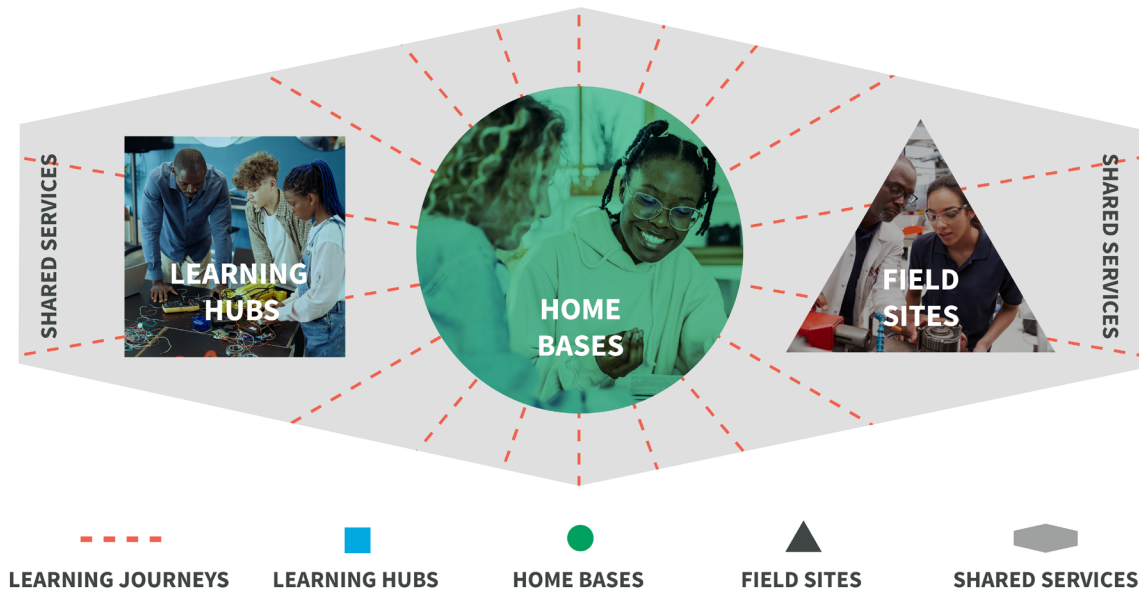 SHARED SERVICES
LEARNING
HUBS
HOME
BASES
FIELD
SITES
SHARED SERVICES
LEARNING JOURNEYS
LEARNING HUBS
HOME BASES
FIELD SITES
SHARED SERVICES